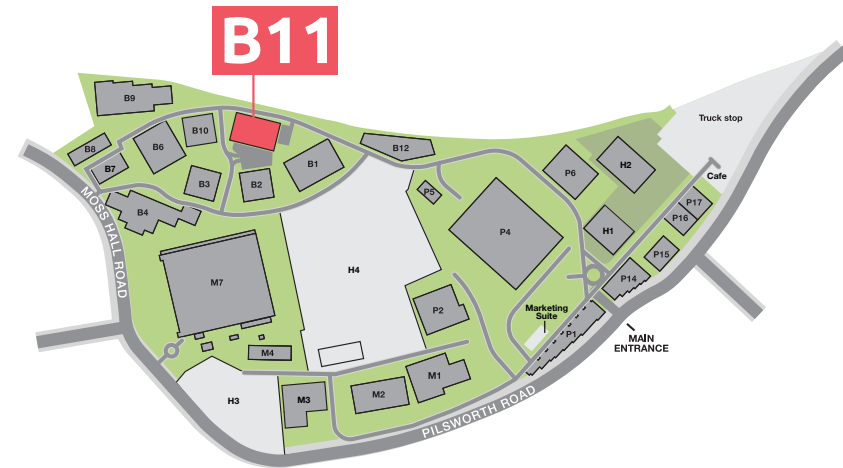 B11
B9
B10
B8
B7
B6
B3
B2
B1
B12
B4
P5
P6
H2
Truck stop
Cafe
P17
P16
P15
P14
H1
P4
M7
H4
P2
Marketing
Suite
P1
MAIN
ENTRANCE
M4
M1
M2
M3
H3
MOSS HALL ROAD
PILSWORTH ROAD